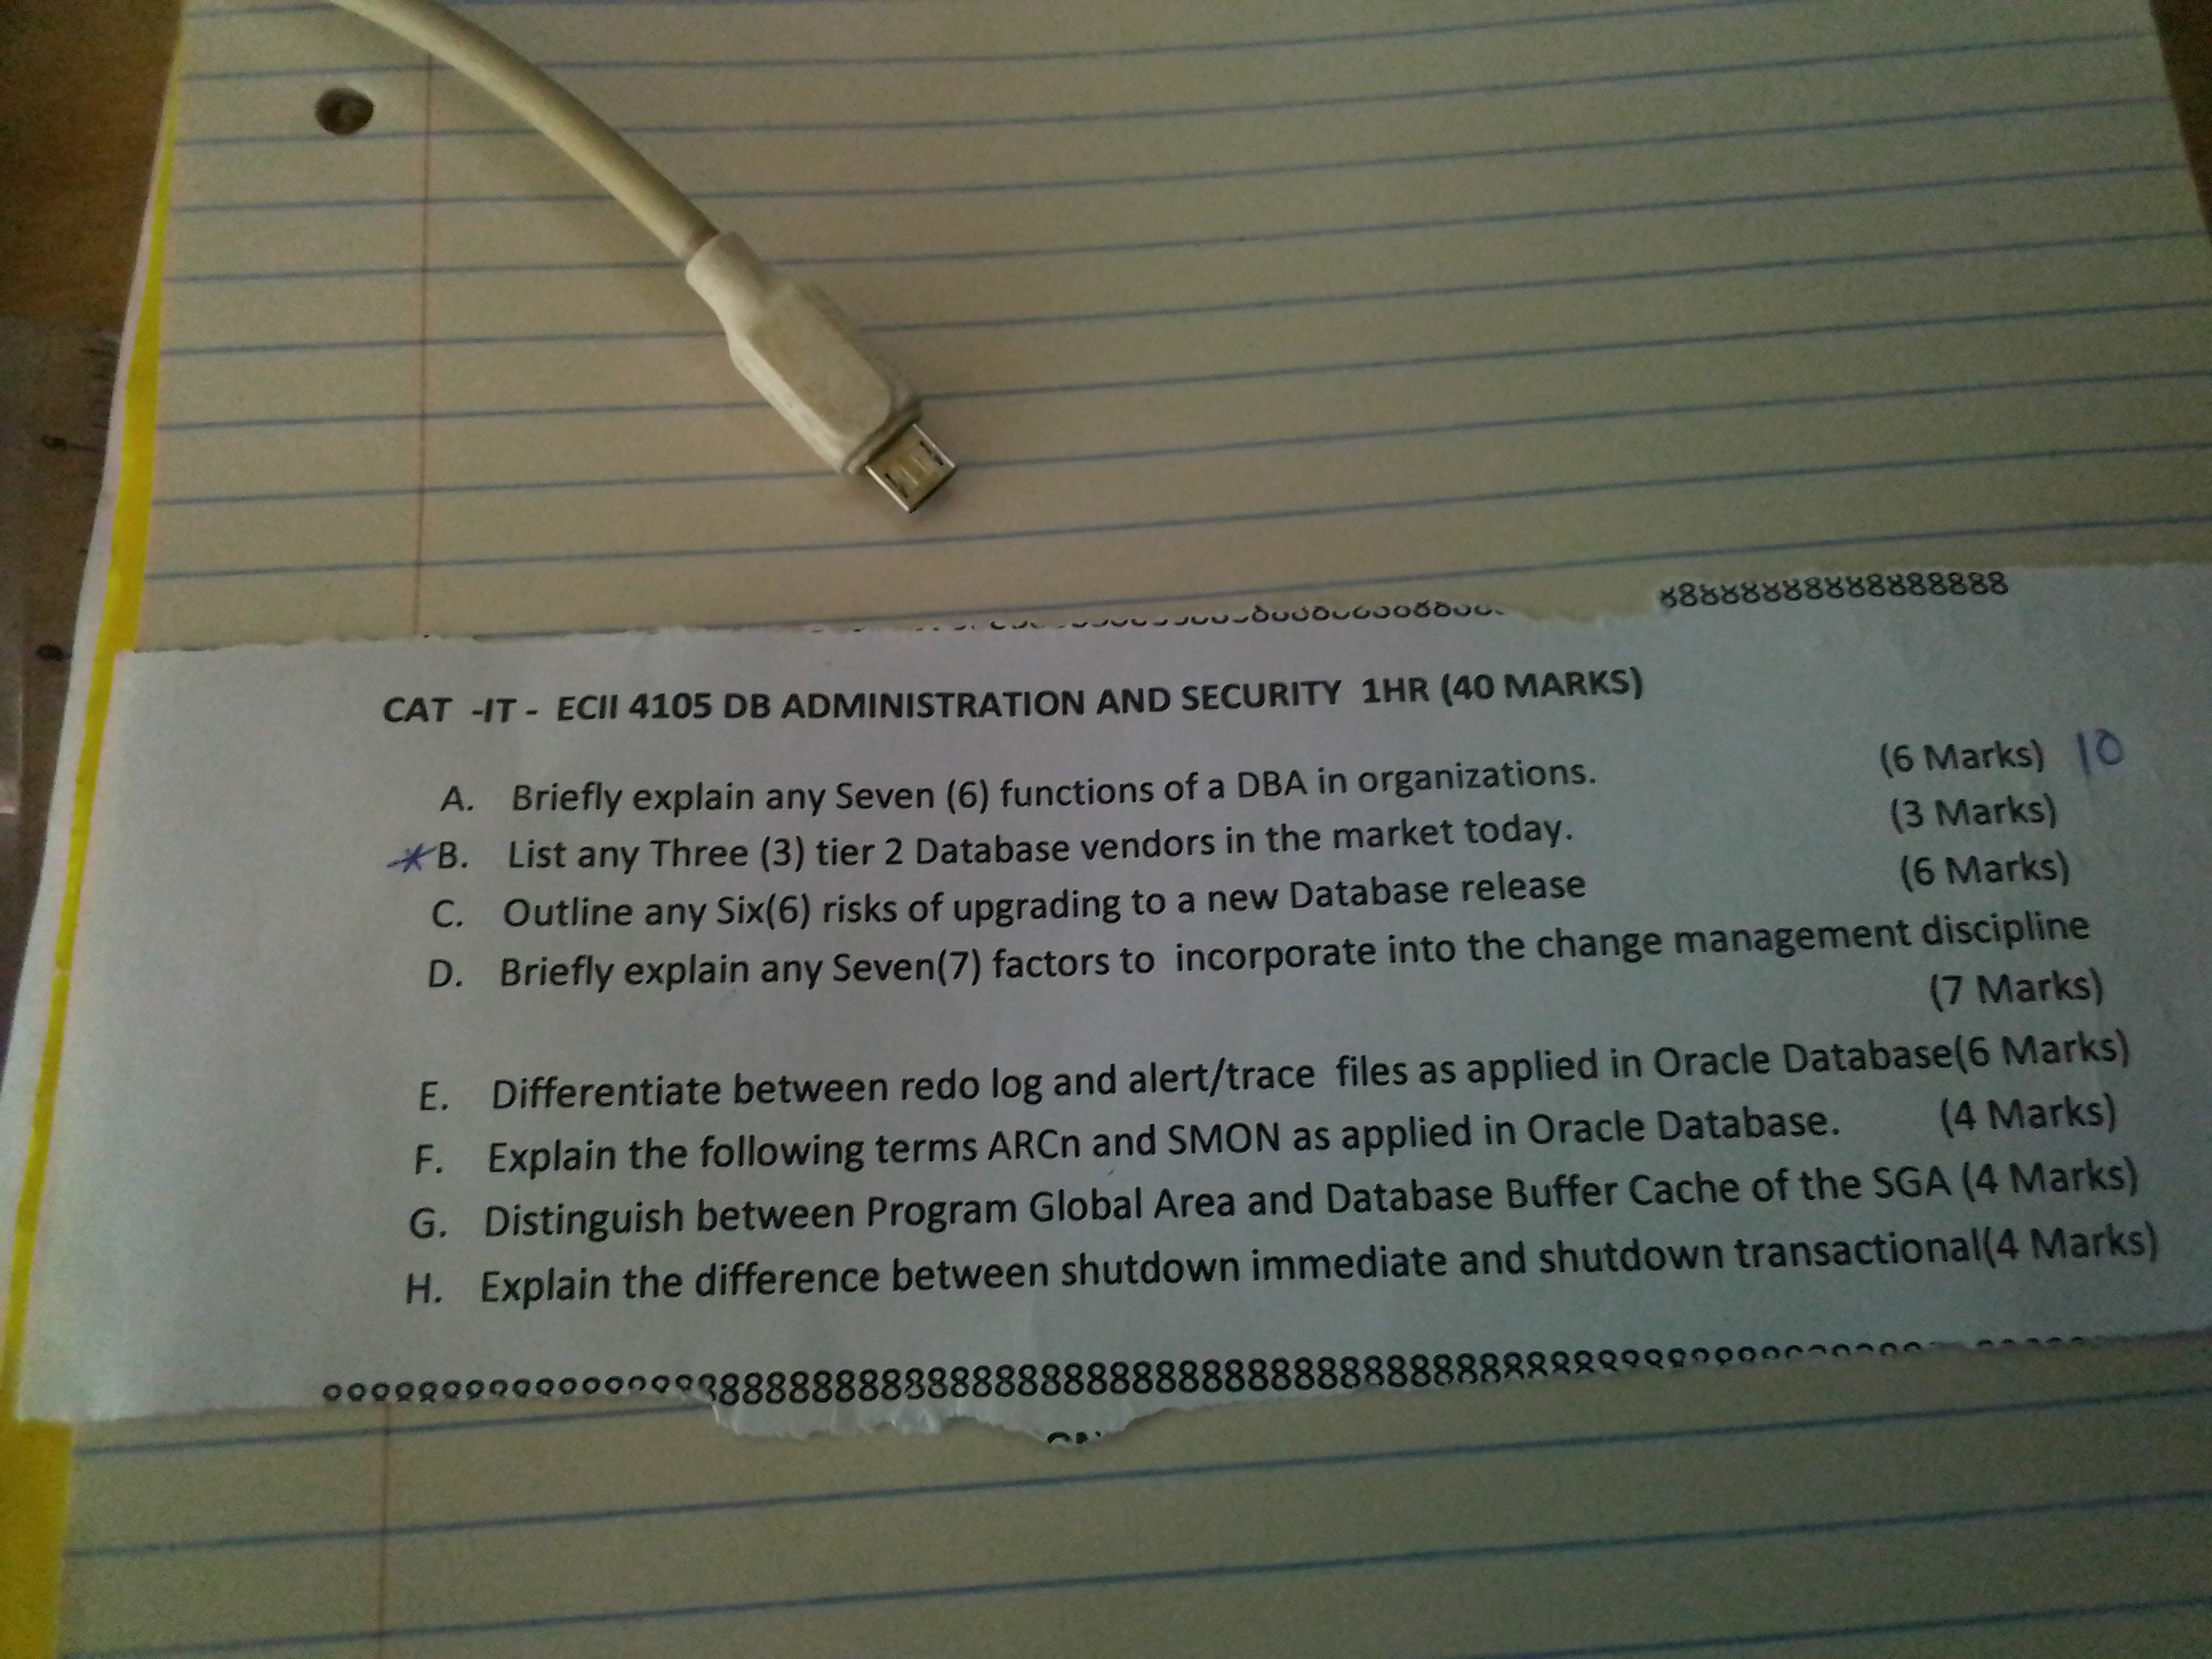 CAT -IT - ECII 4105 DB ADMINISTRATION AND SECURITY 1HR (40 MARKS)
A. Briefly explain any Seven (6) functions of a DBA in organizations. (6 Marks) 10
*B. List any Three (3) tier 2 Database vendors in the market today. (3 Marks)
C. Outline any Six(6) risks of upgrading to a new Database release (6 Marks)
D. Briefly explain any Seven(7) factors to incorporate into the change management discipline
(7 Marks)
E. Differentiate between redo log and alert/trace files as applied in Oracle Database(6 Marks)
F. Explain the following terms ARCn and SMON as applied in Oracle Database. (4 Marks)
G. Distinguish between Program Global Area and Database Buffer Cache of the SGA (4 Marks)
H. Explain the difference between shutdown immediate and shutdown transactional(4 Marks)